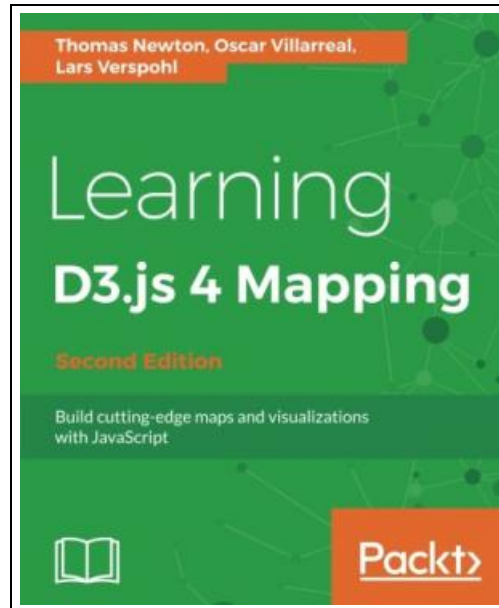 Thomas Newton, Oscar Villarreal,
Lars Verspohl
Learning
D3.js 4 Mapping
Second Edition
Build cutting-edge maps and visualizations
with JavaScript
Packt>